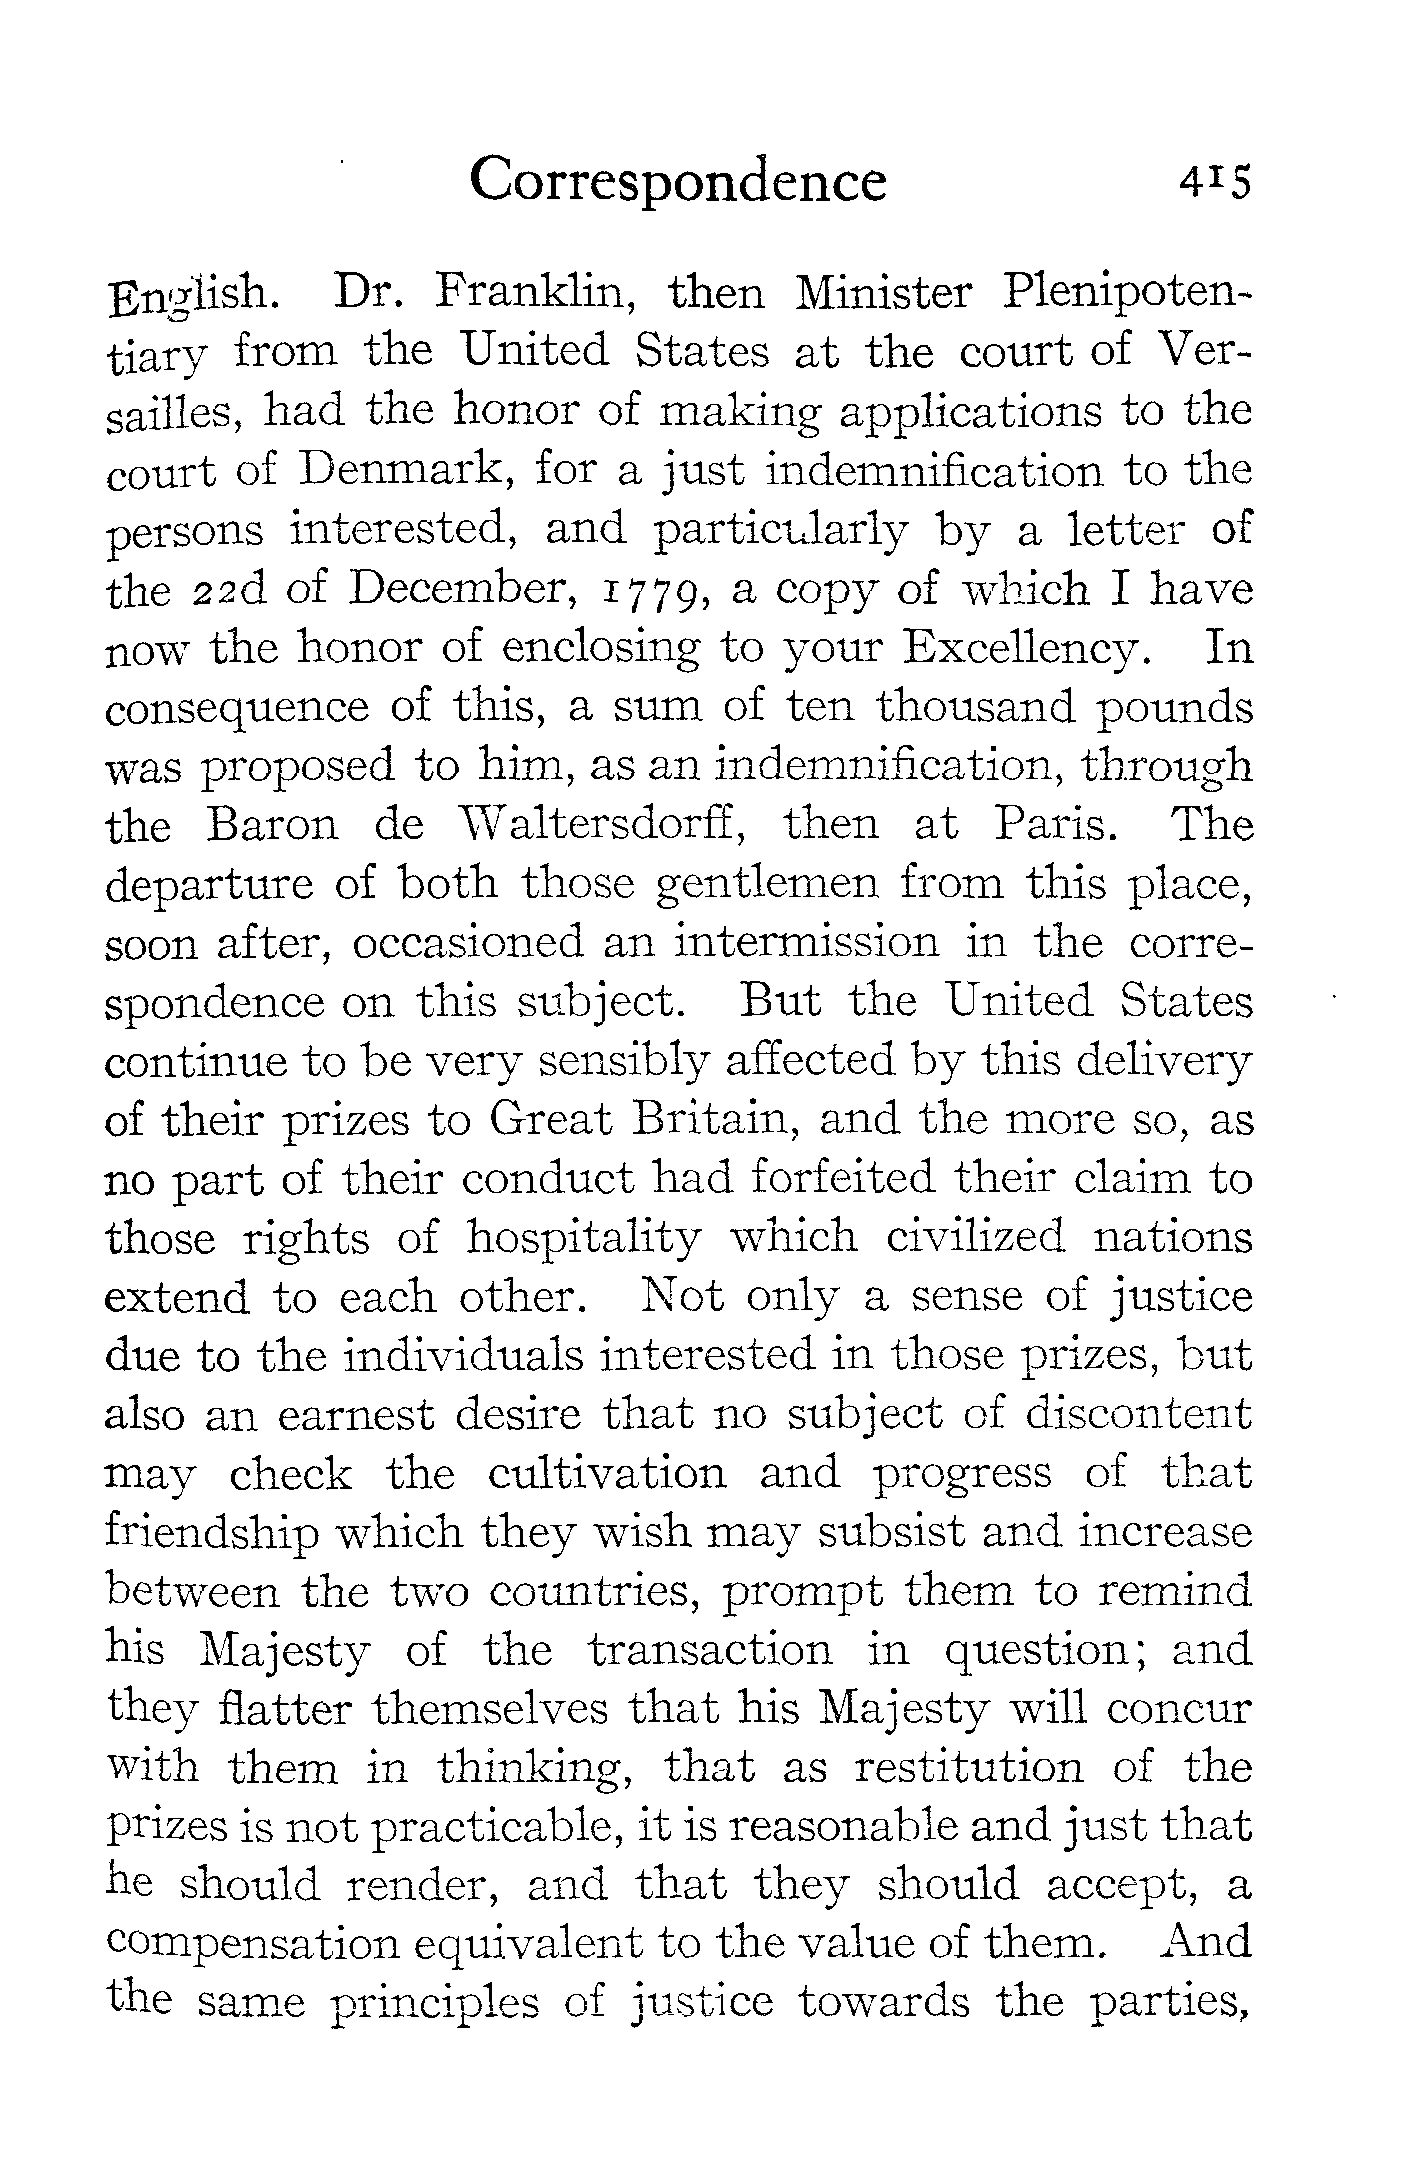 Correspondence 415
English. Dr. Franklin, then Minister Plenipoten-
tiary from the United States at the court of Ver-
sailles, had the honor of making applications to the
court of Denmark, for a just indemnification to the
persons interested, and particularly by a letter of
the 22d of December, 1779, a copy of which I have
now the honor of enclosing to your Excellency. In
consequence of this, a sum of ten thousand pounds
was proposed to him, as an indemnification, through
the Baron de Waltersdorff, then at Paris. The
departure of both those gentlemen from this place,
soon after, occasioned an intermission in the corre-
spondence on this subject. But the United States
continue to be very sensibly affected by this delivery
of their prizes to Great Britain, and the more so, as
no part of their conduct had forfeited their claim to
those rights of hospitality which civilized nations
extend to each other. Not only a sense of justice
due to the individuals interested in those prizes, but
also an earnest desire that no subject of discontent
may check the cultivation and progress of that
friendship which they wish may subsist and increase
between the two countries, prompt them to remind
his Majesty of the transaction in question; and
they flatter themselves that his Majesty will concur
with them in thinking, that as restitution of the
prizes is not practicable, it is reasonable and just that
he should render, and that they should accept, a
compensation equivalent to the value of them. And
the same principles of justice towards the parties,